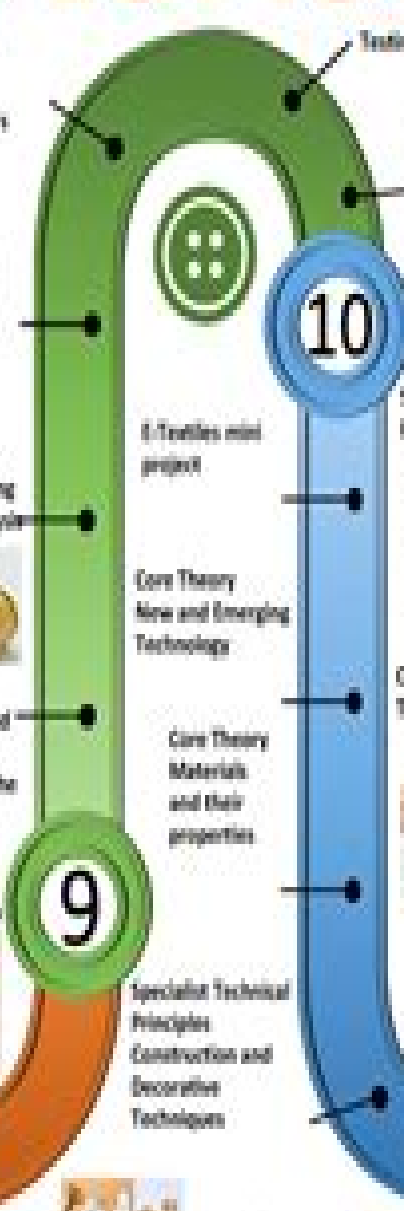 10
E-Textiles mini
project
Core Theory
New and Emerging
Technology
Core Theory
Materials
and their
properties
9
Specialist Technical
Principles
Construction and
Decorative
Techniques